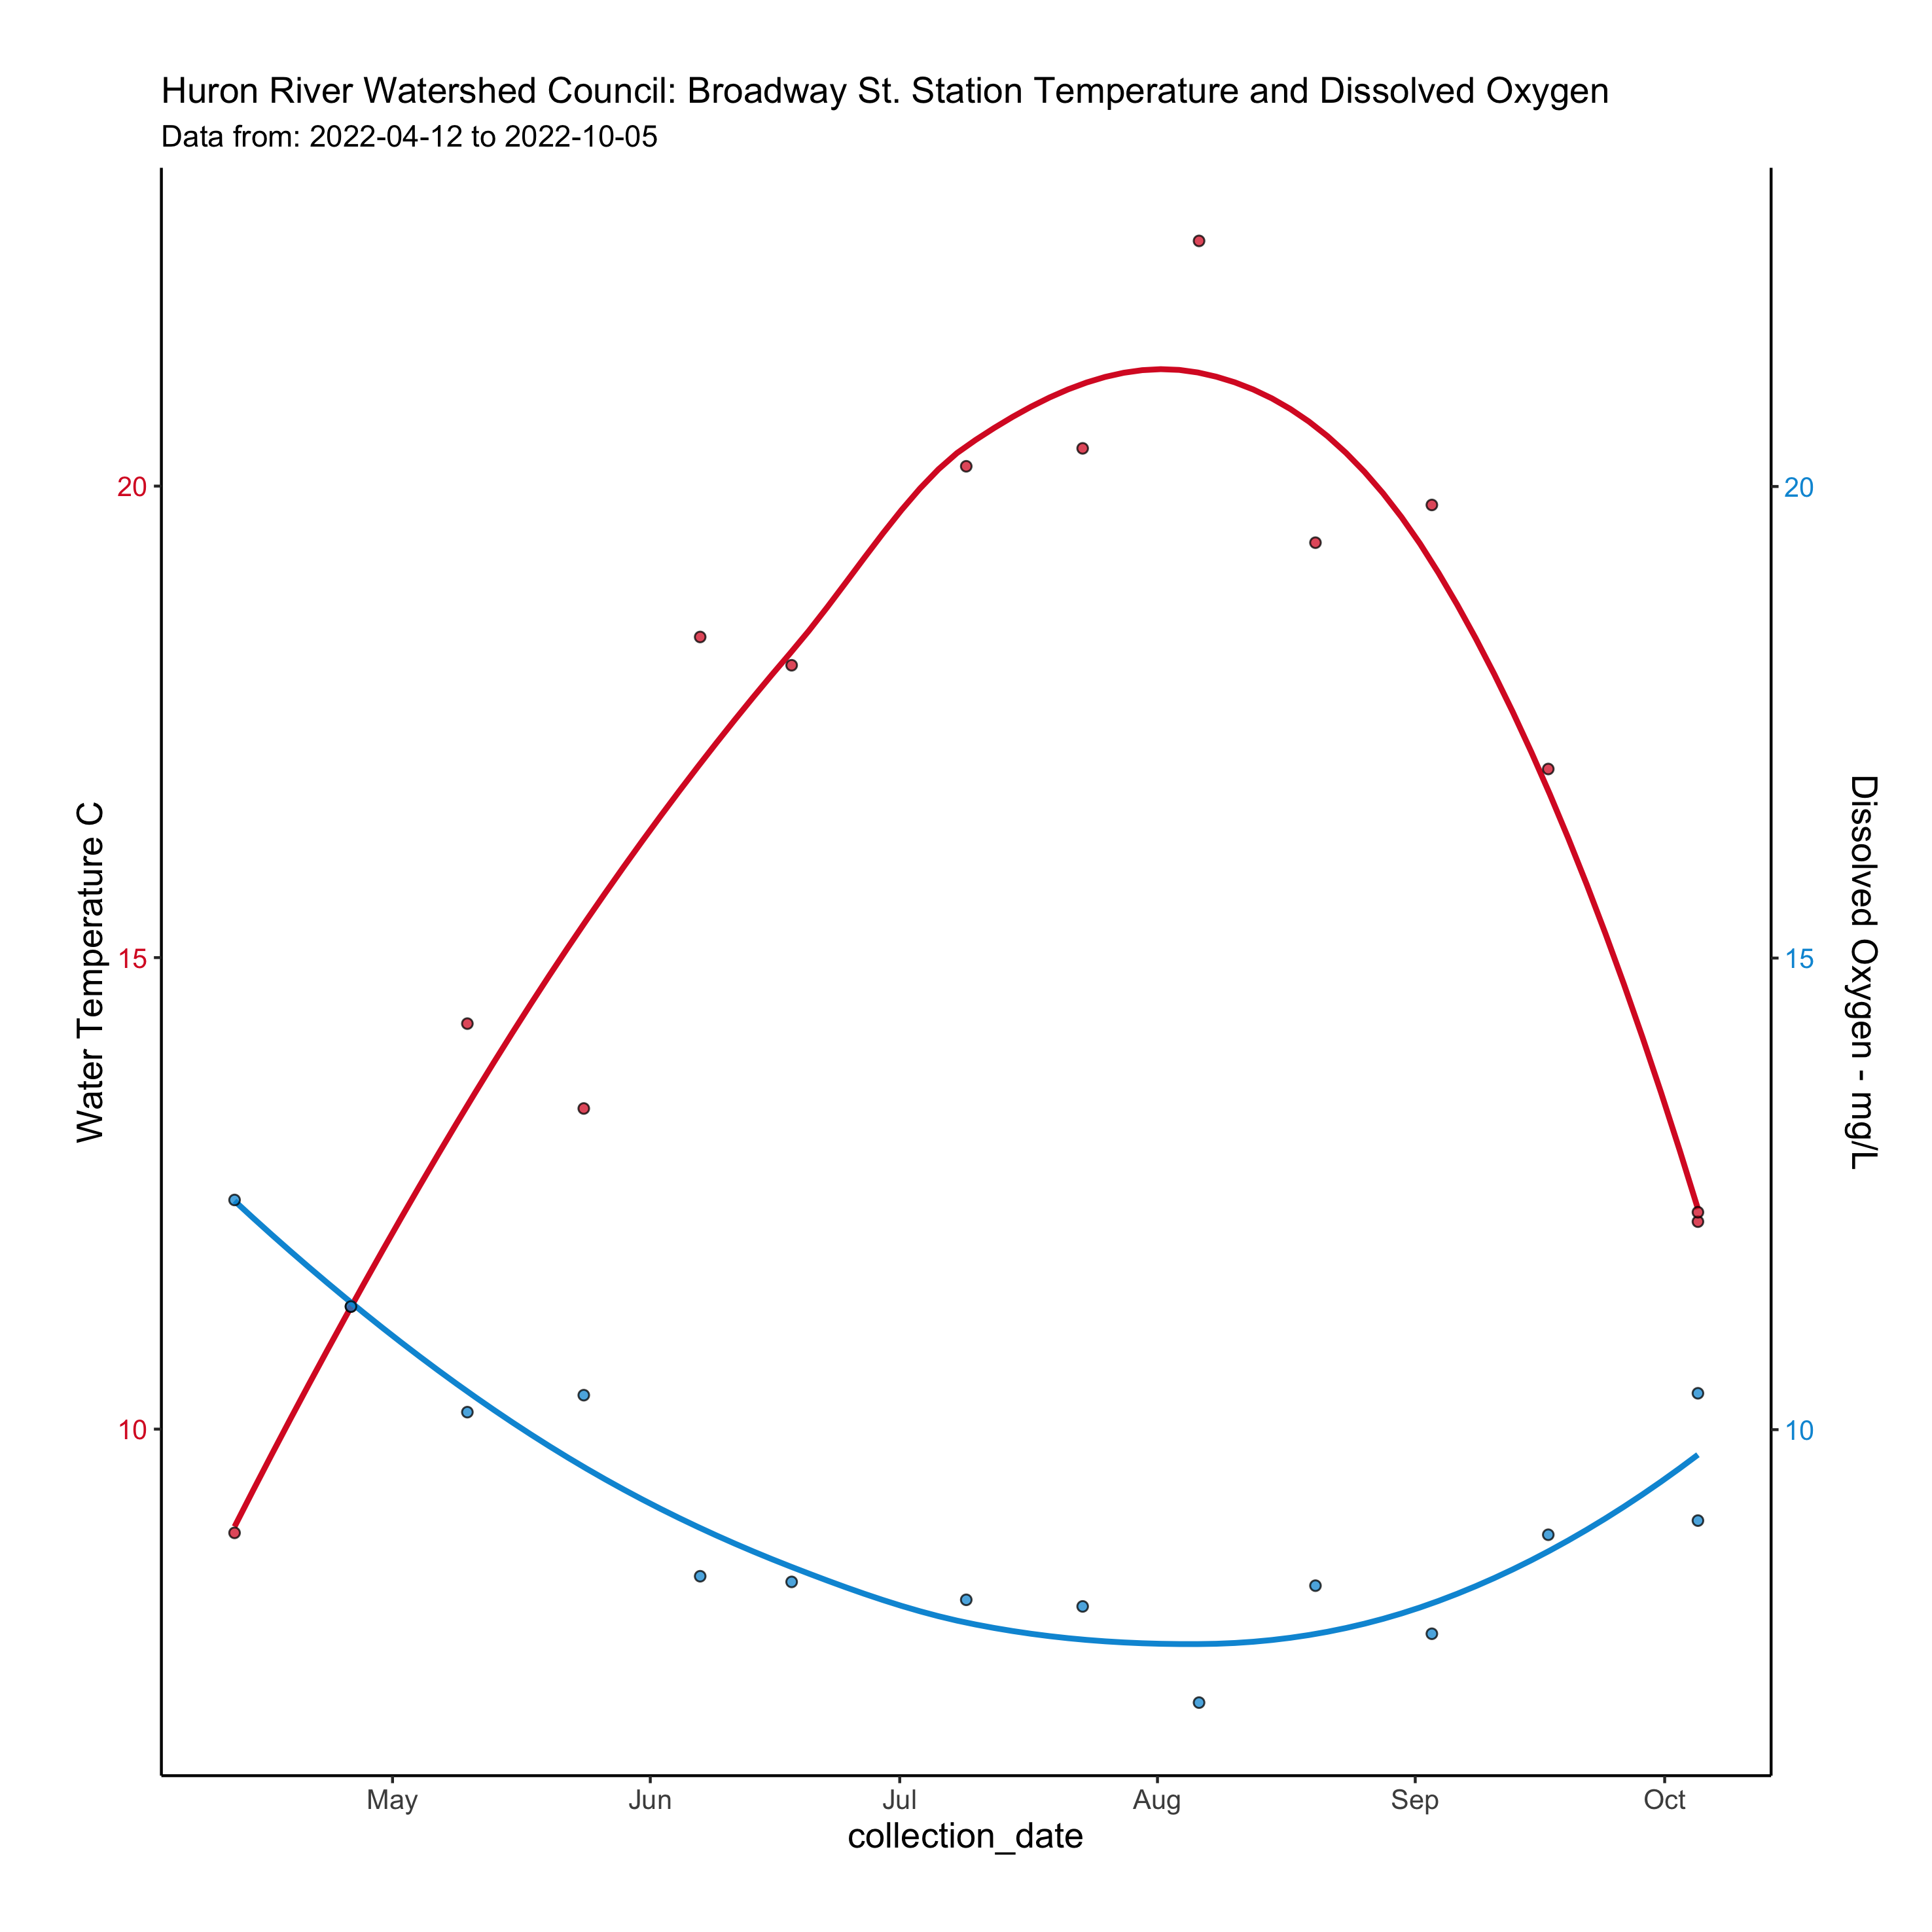 Huron River Watershed Council: Broadway St. Station Temperature and Dissolved Oxygen
Data from: 2022-04-12 to 2022-10-05
Water Temperature C
20
15
10
20
15
10
Dissolved Oxygen - mg/L
May Jun Jul Aug Sep Oct
collection_date